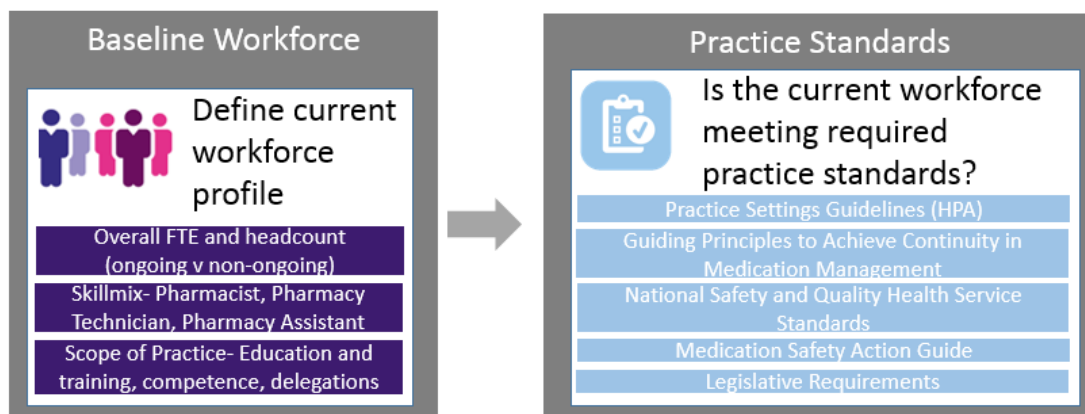 Baseline Workforce
Define current
workforce
profile
Overall FTE and headcount
(ongoing v non-ongoing)
Skillmix- Pharmacist, Pharmacy
Technician, Pharmacy Assistant
Scope of Practice- Education and
training, competence, delegations
Practice Standards
Is the current workforce
meeting required
practice standards?
Practice Settings Guidelines (HPA)
Guiding Principles to Achieve Continuity in
Medication Management
National Safety and Quality Health Service
Standards
Medication Safety Action Guide
Legislative Requirements